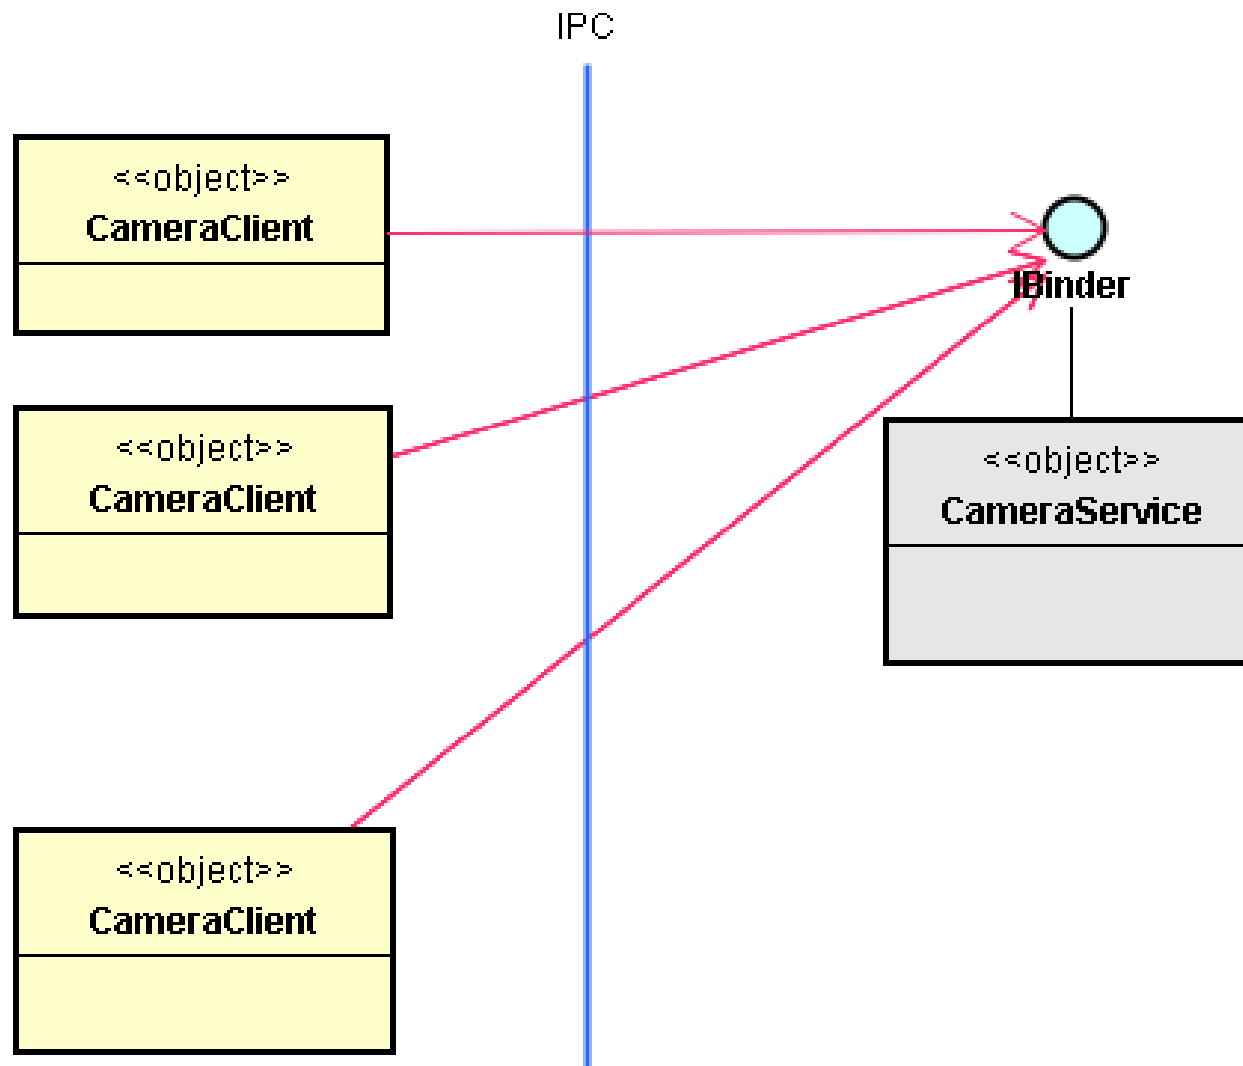 IPC
<<object>>
CameraClient
IBinder
<<object>>
CameraClient
<<object>>
CameraService
<<object>>
CameraClient